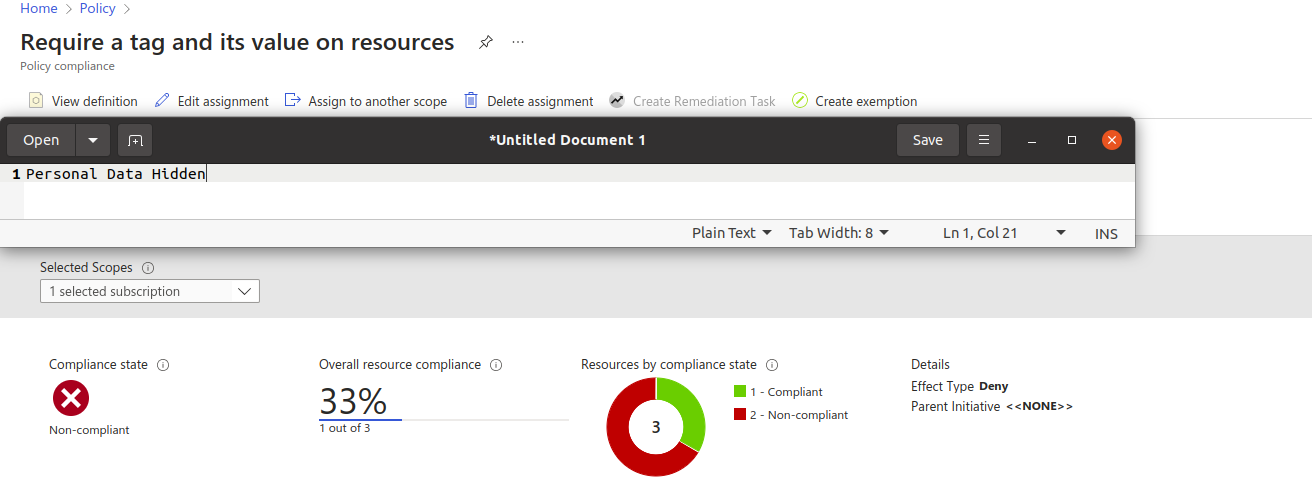 Home > Policy >
Require a tag and its value on resources ...
Policy compliance
View definition Edit assignment Assign to another scope Delete assignment Create Remediation Task Create exemption
Open *Untitled Document 1 Save
1 Personal Data Hidden
Plain Text Tab Width: 8 Ln 1, Col 21 INS
Selected Scopes
1 selected subscription
Compliance state Overall resource compliance Resources by compliance state Details
33% 1 - Compliant Effect Type Deny
Non-compliant 1 out of 3 3 2 - Non-compliant Parent Initiative <<NONE>>